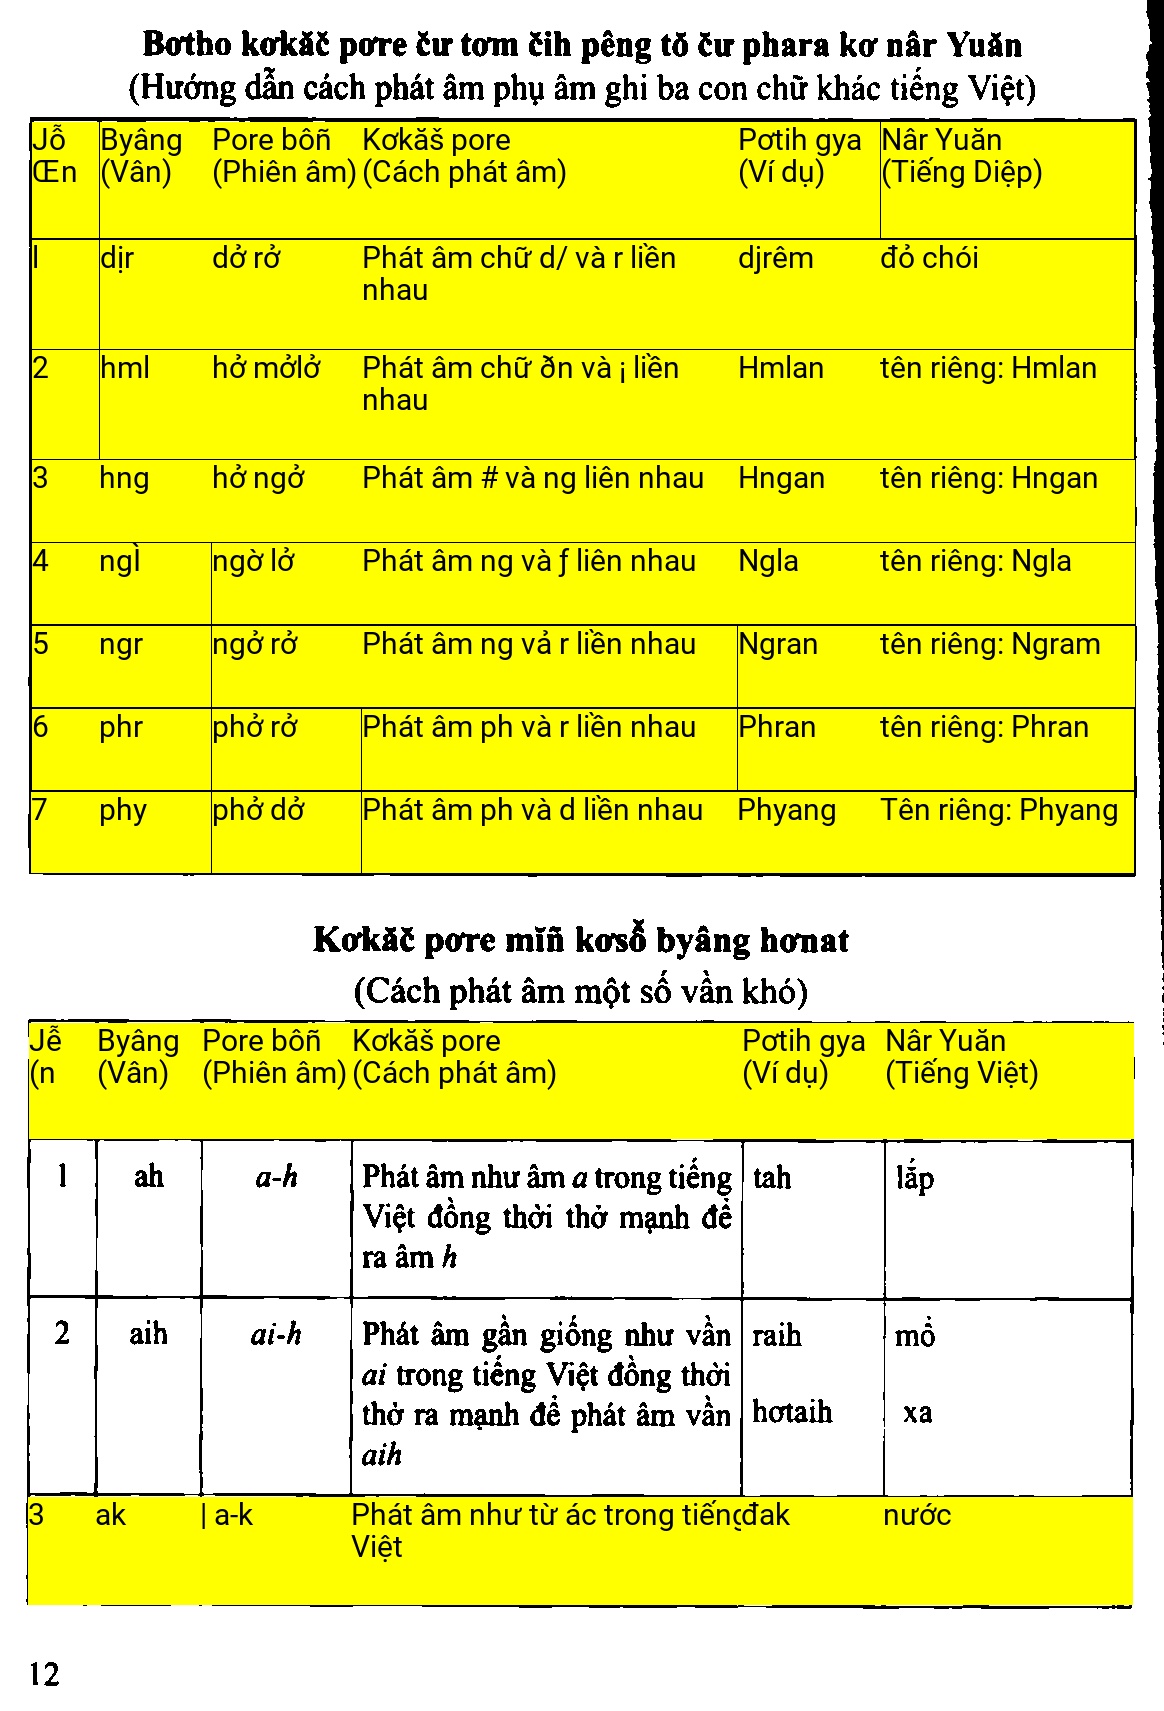 Bơtho kơkăč pơre čư tơm čih pêng tŏ čư phara kơ nâr Yuăn
(Hướng dẫn cách phát âm phụ âm ghi ba con chữ khác tiếng Việt)
Jỗ Byâng Pore bôñ Kơkăš pore Pơtih gya Nâr Yuăn
Œn (Vân) (Phiên âm) (Cách phát âm) (Ví dụ) (Tiếng Diệp)
l dịr dở rở Phát âm chữ d/ và r liền djrêm đỏ chói
nhau
2 hml hở mởlở Phát âm chữ ðn và ¡ liền Hmlan tên riêng: Hmlan
nhau
3 hng hở ngở Phát âm # và ng liên nhau Hngan tên riêng: Hngan
4 ngÌ ngờ lở Phát âm ng và ƒ liên nhau Ngla tên riêng: Ngla
5 ngr ngở rở Phát âm ng vả r liền nhau Ngran tên riêng: Ngram
6 phr phở rở Phát âm ph và r liền nhau Phran tên riêng: Phran
7 phy phở dở Phát âm ph và d liền nhau Phyang Tên riêng: Phyang
Kơkăč pơre mĭñ kơsỗ byâng hơnat
(Cách phát âm một số vần khó)
Jễ Byâng Pore bôñ Kơkăš pore Pơtih gya Nâr Yuăn
(n (Vân) (Phiên âm) (Cách phát âm) (Ví dụ) (Tiếng Việt)
1 ah a-h Phát âm như âm a trong tiếng tah lắp
Việt đồng thời thở mạnh để
ra âm h
2 aih ai-h Phát âm gần giống như vần raih mổ
ai trong tiếng Việt đồng thời
thở ra mạnh để phát âm vần hơtaih xa
aih
3 ak | a-k Phát âm như từ ác trong tiếng đak nước
Việt
12